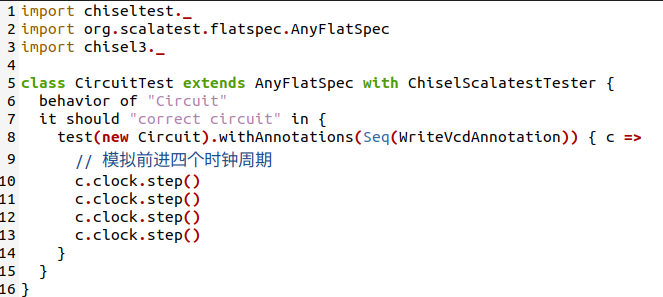 1 import chiseltest._
2 import org.scalatest.flatspec.AnyFlatSpec
3 import chisel3._
4
5 class CircuitTest extends AnyFlatSpec with ChiselScalatestTester {
6   behavior of "Circuit"
7   it should "correct circuit" in {
8     test(new Circuit).withAnnotations(Seq(WriteVcdAnnotation)) { c =>
9       // 模拟前进四个时钟周期
10       c.clock.step()
11       c.clock.step()
12       c.clock.step()
13       c.clock.step()
14     }
15   }
16 }